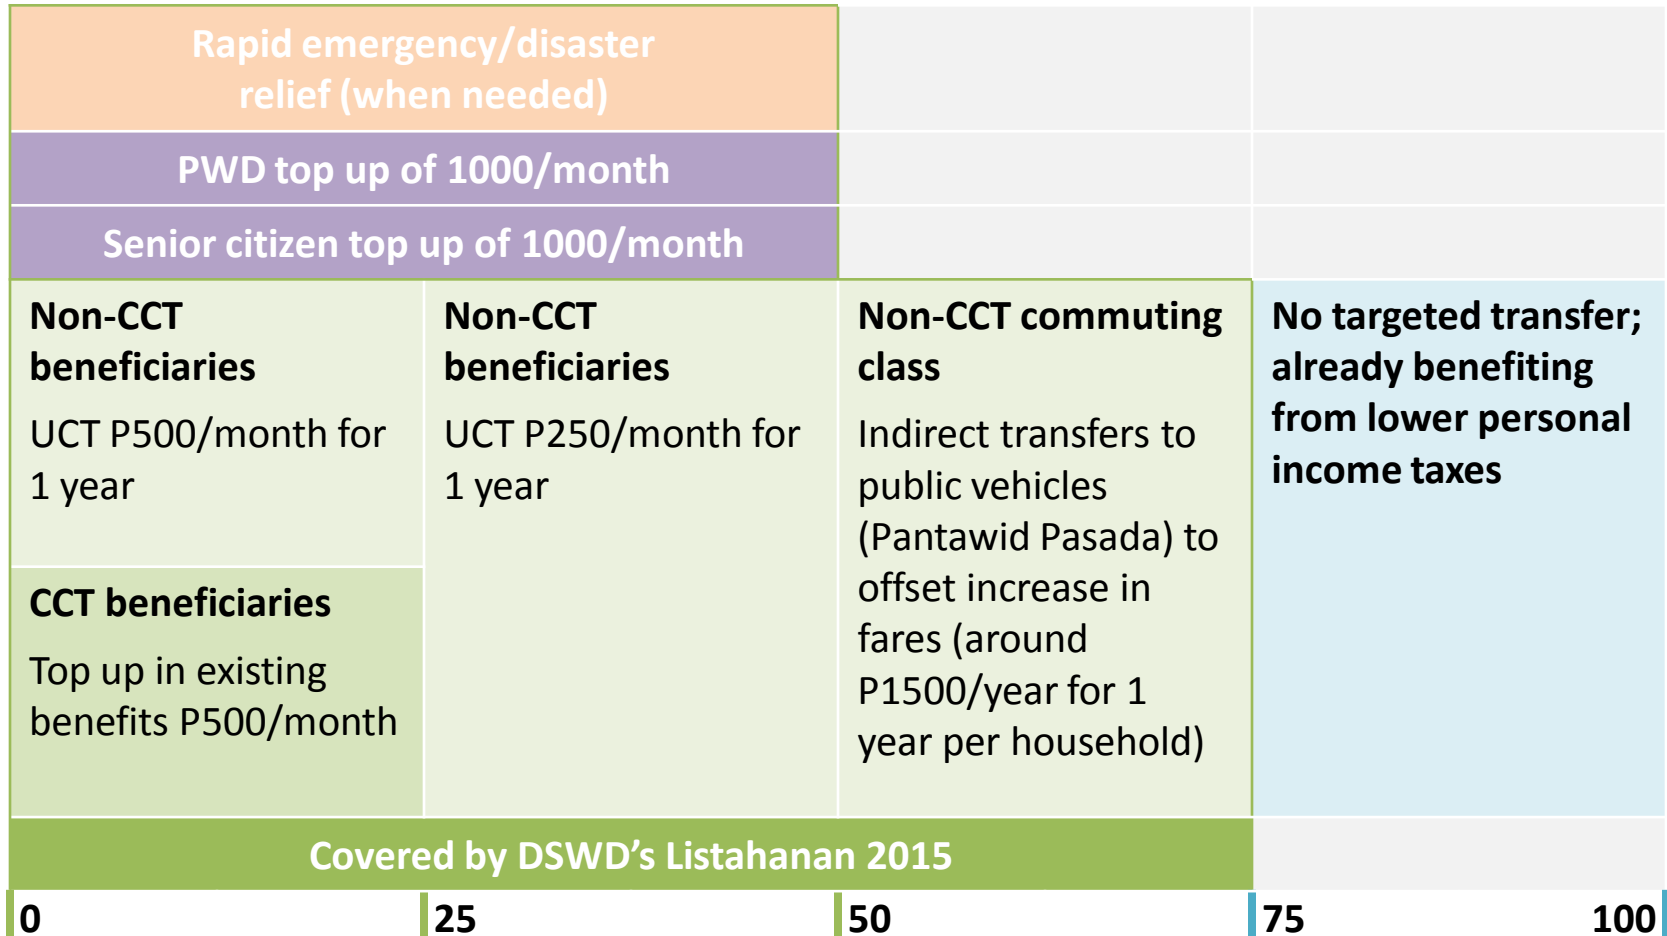 Rapid emergency/disaster
relief (when needed)
PWD top up of 1000/month
Senior citizen top up of 1000/month
Non-CCT
beneficiaries
UCT P500/month for
1 year
CCT beneficiaries
Top up in existing
benefits P500/month
Non-CCT
beneficiaries
UCT P250/month for
1 year
Non-CCT commuting
class
Indirect transfers to
public vehicles
(Pantawid Pasada) to
offset increase in
fares (around
P1500/year for 1
year per household)
No targeted transfer;
already benefiting
from lower personal
income taxes
Covered by DSWD’s Listahanan 2015
0 25 50 75 100